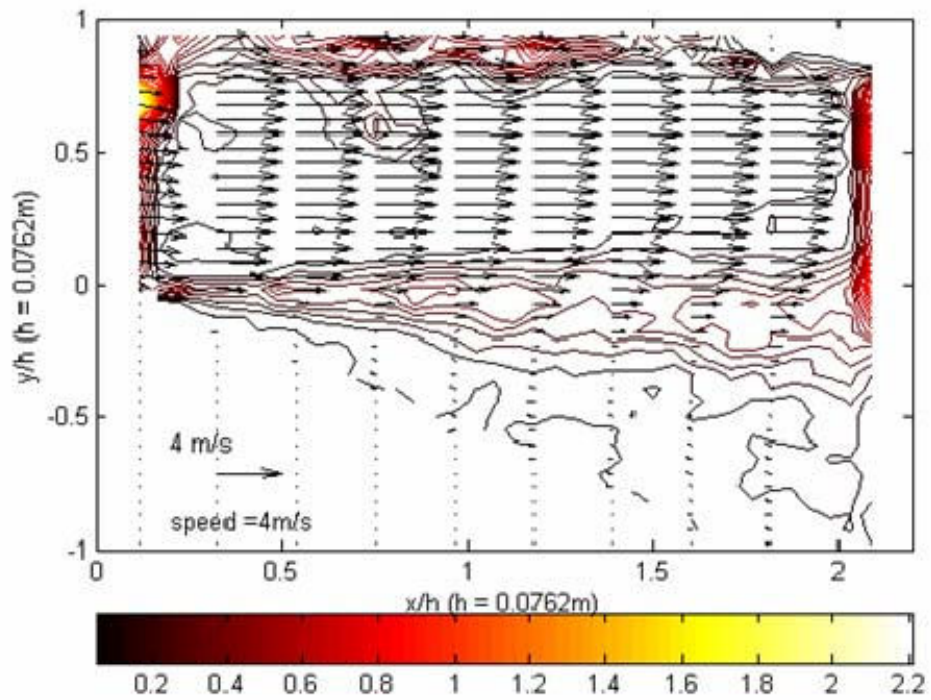 1
0.5
0
-0.5
-1
y/h (h = 0.0762m)
4 m/s
speed =4m/s
0 0.5 1 1.5 2
x/h (h = 0.0762m)
0.2 0.4 0.6 0.8 1 1.2 1.4 1.6 1.8 2 2.2